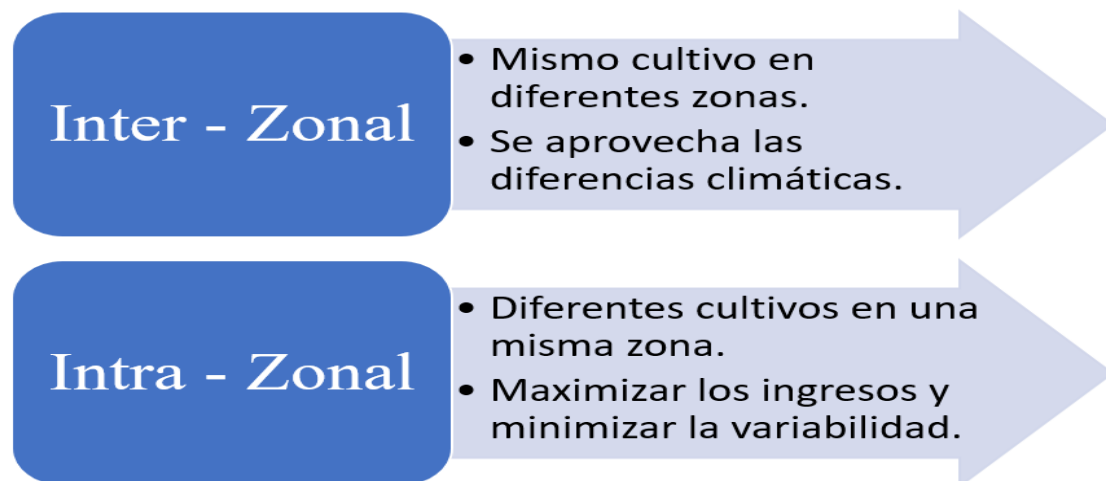 Inter - Zonal
• Mismo cultivo en
diferentes zonas.
• Se aprovecha las
diferencias climáticas.
Intra - Zonal
• Diferentes cultivos en una
misma zona.
• Maximizar los ingresos y
minimizar la variabilidad.